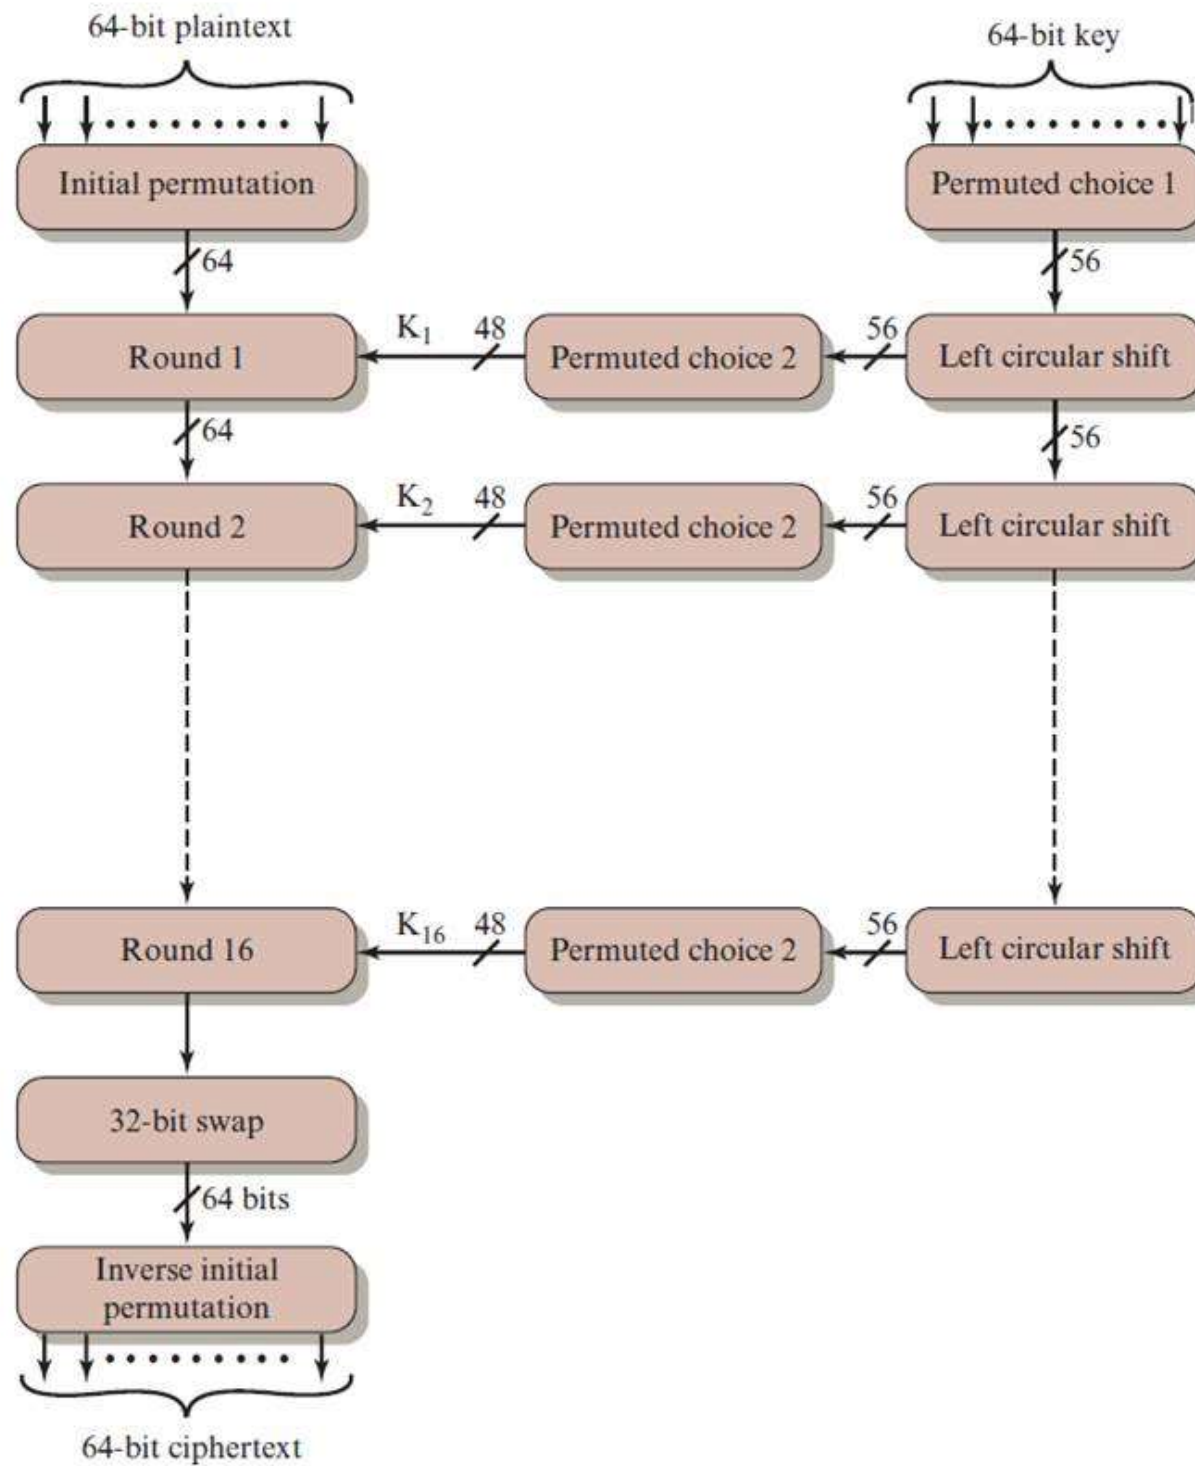 64-bit plaintext
64-bit key
Initial permutation
Permuted choice 1
64
56
Round 1
K1
48
Permuted choice 2
56
Left circular shift
64
56
Round 2
K2
48
Permuted choice 2
56
Left circular shift
Round 16
K16
48
Permuted choice 2
56
Left circular shift
32-bit swap
64 bits
Inverse initial
permutation
64-bit ciphertext